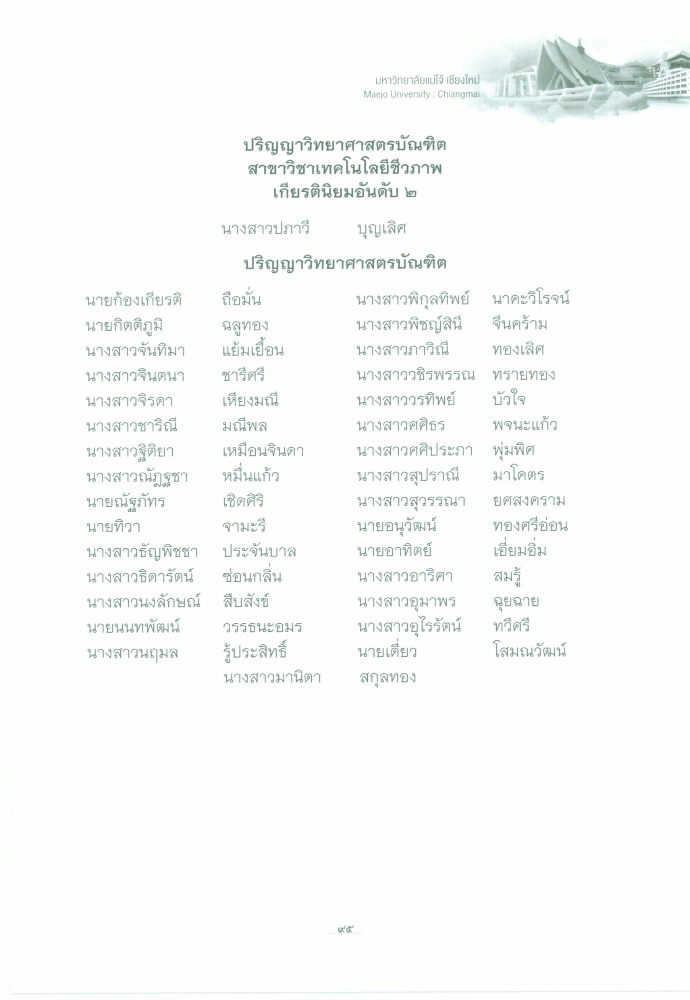 มหาวิทยาลัยแม่โจ้ เชียงใหม่
Maejo University : Chiangmai
ปริญญาวิทยาศาสตรบัณฑิต
สาขาวิชาเทคโนโลยีชีวภาพ
เกียรตินิยมอันดับ ๒
นางสาวปภาวี บุญเลิศ
ปริญญาวิทยาศาสตรบัณฑิต
นายก้องเกียรติ ถือมั่น นางสาวพิกุลทิพย์ นาคะวิโรจน์
นายกิตติภูมิ ฉลูทอง นางสาวพิชญ์สินี จีนคร้าม
นางสาวจันทิมา แย้มเยื้อน นางสาวภาวิณี ทองเลิศ
นางสาวจินตนา ชารีศรี นางสาววชิรพรรณ ทรายทอง
นางสาวจิรดา เหียงมณี นางสาววรทิพย์ บัวใจ
นางสาวชาริณี มณีพล นางสาวศศิธร พจนะแก้ว
นางสาวฐิติยา เหมือนจินดา นางสาวศศิประภา พุ่มพิศ
นางสาวณัฏฐชา หมื่นแก้ว นางสาวสุปราณี มาโคตร
นายณัฐภัทร เชิดศิริ นางสาวสุวรรณา ยศสงคราม
นายทิวา จามะรี นายอนุวัฒน์ ทองศรีอ่อน
นางสาวธัญพิชชา ประจันบาล นายอาทิตย์ เอี่ยมอิ่ม
นางสาวธิดารัตน์ ซ่อนกลิ่น นางสาวอาริศา สมรู้
นางสาวนงลักษณ์ สืบสังข์ นางสาวอุมาพร ฉุยฉาย
นายนนทพัฒน์ วรรธนะอมร นางสาวอุไรรัตน์ ทวีศรี
นางสาวนฤมล รู้ประสิทธิ์ นายเดี่ยว โสมณวัฒน์
นางสาวมานิตา สกุลทอง
๙๕